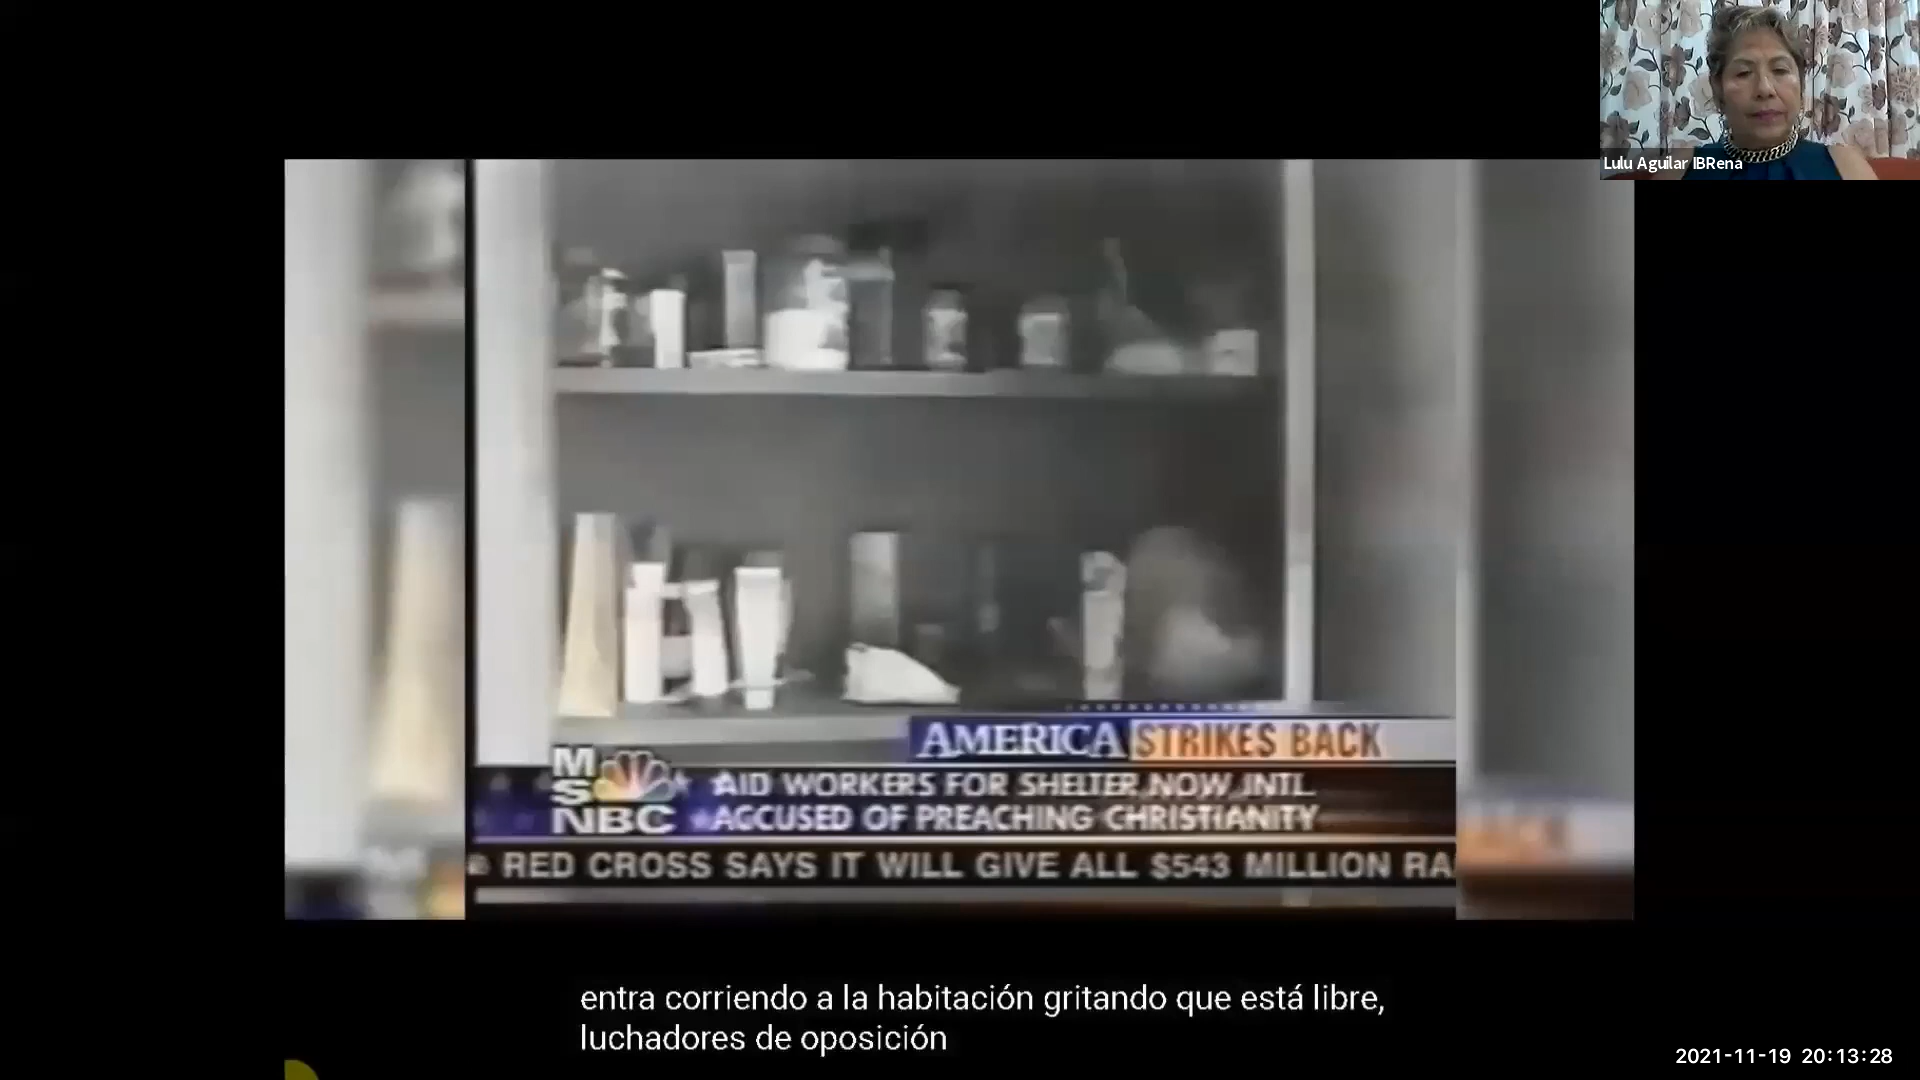 Lulu Aguilar IBRena
AMERICA STRIKES BACK
MSNBC
AID WORKERS FOR SHELTER NOW INTL.
ACCUSED OF PREACHING CHRISTIANITY
RED CROSS SAYS IT WILL GIVE ALL $543 MILLION RA
entra corriendo a la habitación gritando que está libre,
luchadores de oposición
2021-11-19 20:13:28